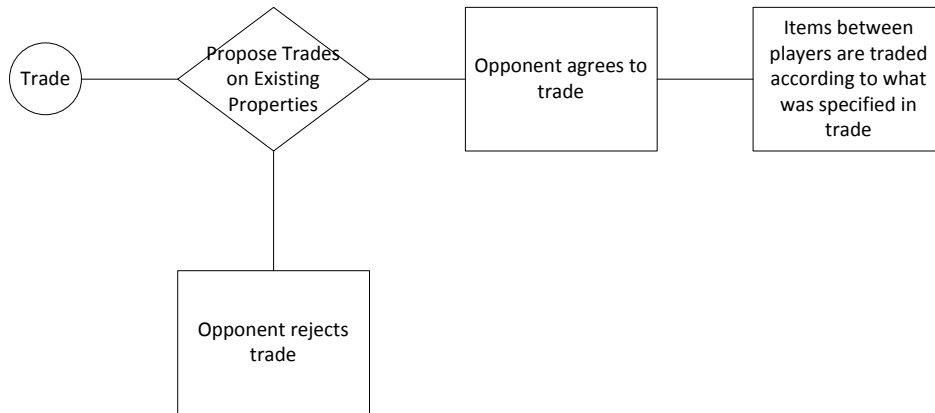 Trade
Propose Trades
on Existing
Properties
Opponent agrees to
trade
Items between
players are traded
according to what
was specified in
trade
Opponent rejects
trade